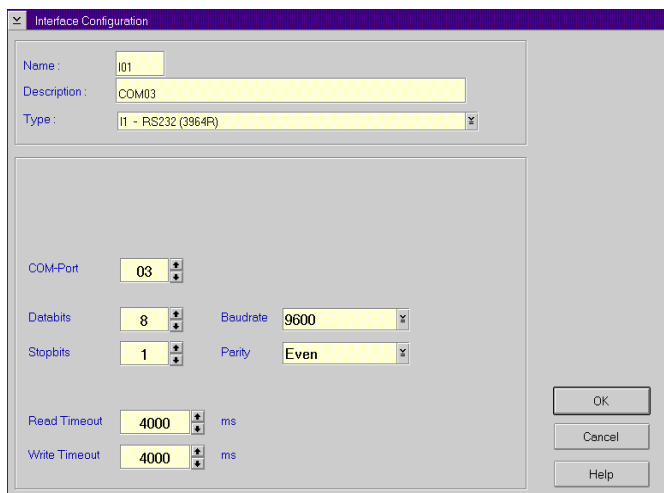 Interface Configuration
Name : I01
Description : COM03
Type : I1 - RS232 (3964R)
COM-Port 03
Databits 8 Baudrate 9600
Stopbits 1 Parity Even
Read Timeout 4000 ms
Write Timeout 4000 ms
OK
Cancel
Help